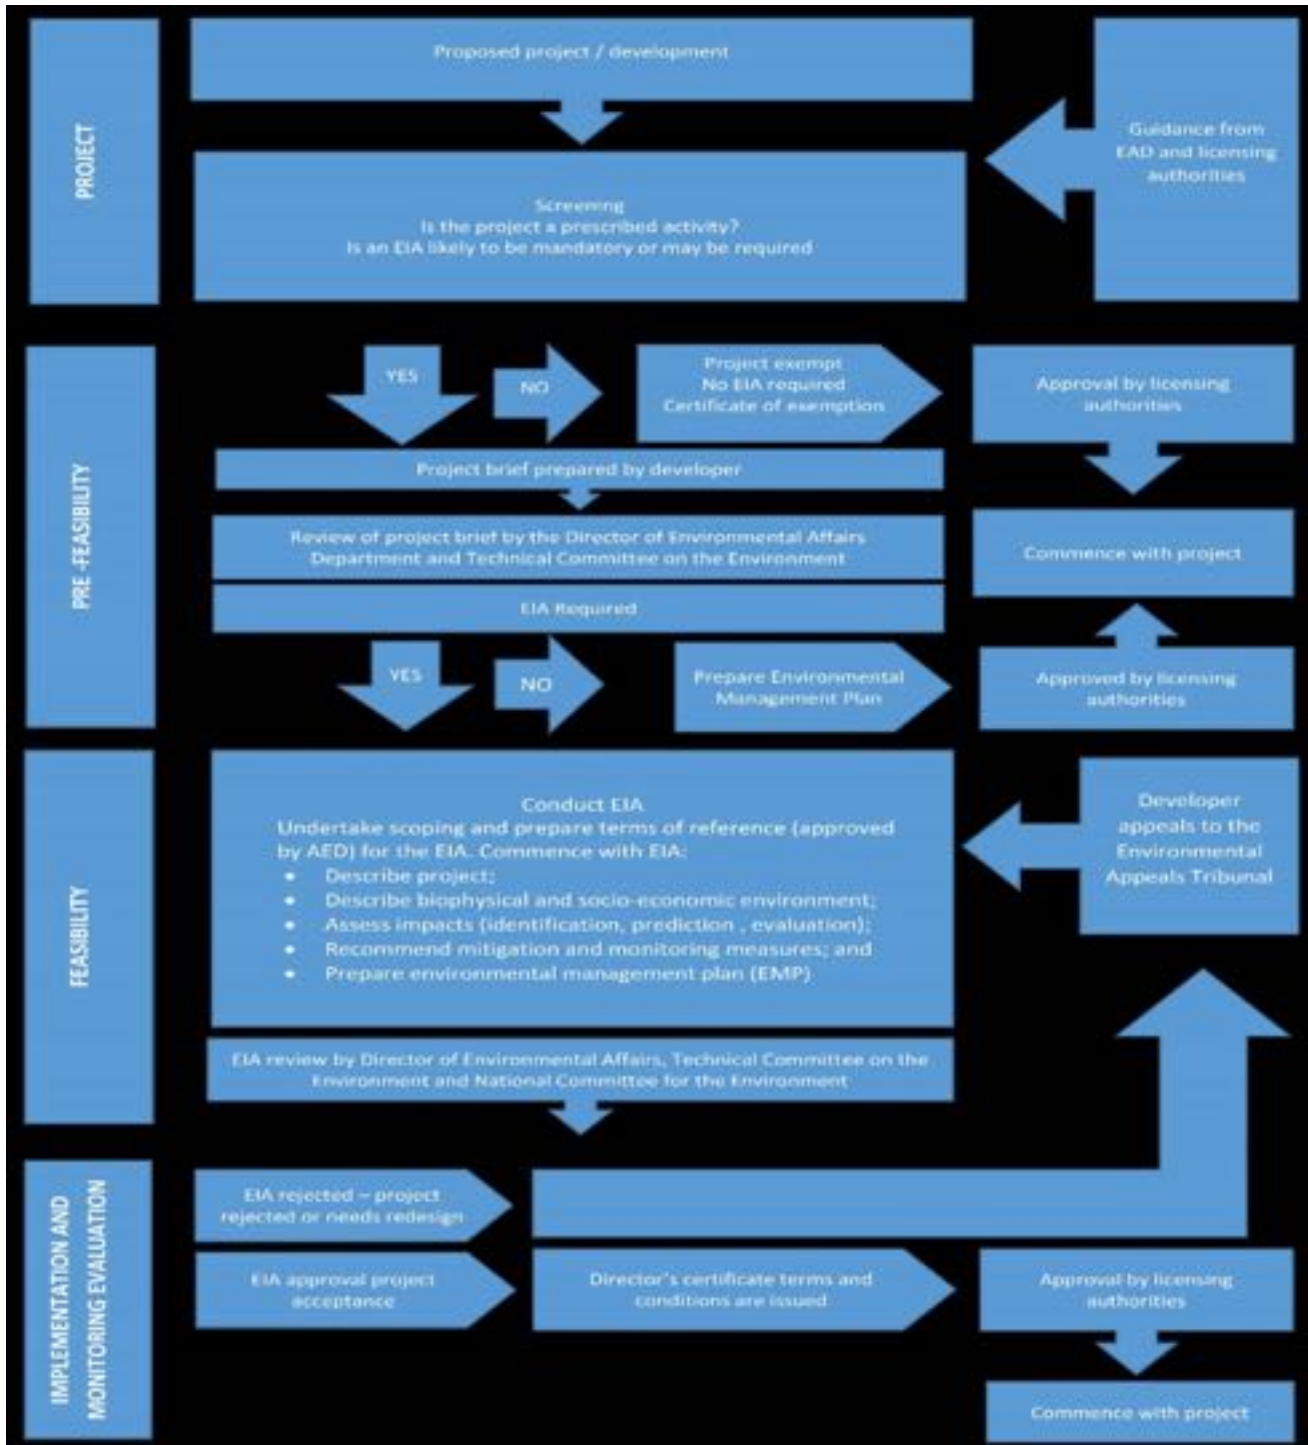 PROJECT
Proposed project / development
Guidance from
EAD and licensing
authorities
Screening
Is the project a prescribed activity?
Is an EIA likely to be mandatory or may be required
PRE -FEASIBILITY
YES
NO
Project exempt
No EIA required
Certificate of exemption
Approval by licensing
authorities
Project brief prepared by developer
Review of project brief by the Director of Environmental Affairs
Department and Technical Committee on the Environment
Commence with project
EIA Required
YES
NO
Prepare Environmental
Management Plan
Approved by licensing
authorities
FEASIBILITY
Conduct EIA
Undertake scoping and prepare terms of reference (approved
by AED) for the EIA. Commence with EIA:
• Describe project;
• Describe biophysical and socio-economic environment;
• Assess impacts (identification, prediction , evaluation);
• Recommend mitigation and monitoring measures; and
• Prepare environmental management plan (EMP)
Developer
appeals to the
Environmental
Appeals Tribunal
EIA review by Director of Environmental Affairs, Technical Committee on the
Environment and National Committee for the Environment
IMPLEMENTATION AND
MONITORING EVALUATION
EIA rejected – project
rejected or needs redesign
EIA approval project
acceptance
Director's certificate terms and
conditions are issued
Approval by licensing
authorities
Commence with project